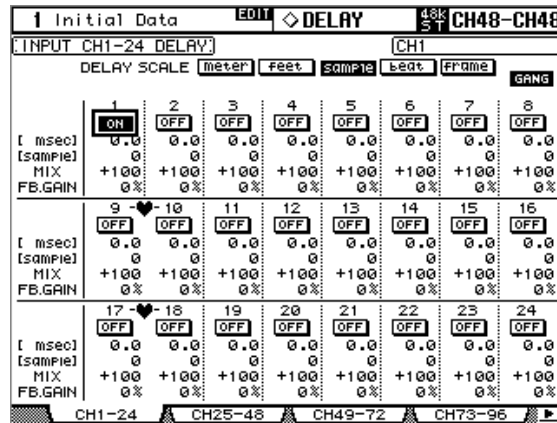 1 Initial Data EDIT ◇DELAY 48K ST CH48-CH48
INPUT CH1-24 DELAY CH1
DELAY SCALE meter feet sample beat frame
GANG
1 2 3 4 5 6 7 8
ON OFF OFF OFF OFF OFF OFF OFF
[ msec] 0.0 0.0 0.0 0.0 0.0 0.0 0.0 0.0
[sample] 0 0 0 0 0 0 0 0
MIX +100 +100 +100 +100 +100 +100 +100 +100
FB.GAIN 0% 0% 0% 0% 0% 0% 0% 0%
9 -♥- 10 11 12 13 14 15 16
OFF OFF OFF OFF OFF OFF OFF OFF
[ msec] 0.0 0.0 0.0 0.0 0.0 0.0 0.0 0.0
[sample] 0 0 0 0 0 0 0 0
MIX +100 +100 +100 +100 +100 +100 +100 +100
FB.GAIN 0% 0% 0% 0% 0% 0% 0% 0%
17 -♥- 18 19 20 21 22 23 24
OFF OFF OFF OFF OFF OFF OFF OFF
[ msec] 0.0 0.0 0.0 0.0 0.0 0.0 0.0 0.0
[sample] 0 0 0 0 0 0 0 0
MIX +100 +100 +100 +100 +100 +100 +100 +100
FB.GAIN 0% 0% 0% 0% 0% 0% 0% 0%
CH1-24 CH25-48 CH49-72 CH73-96